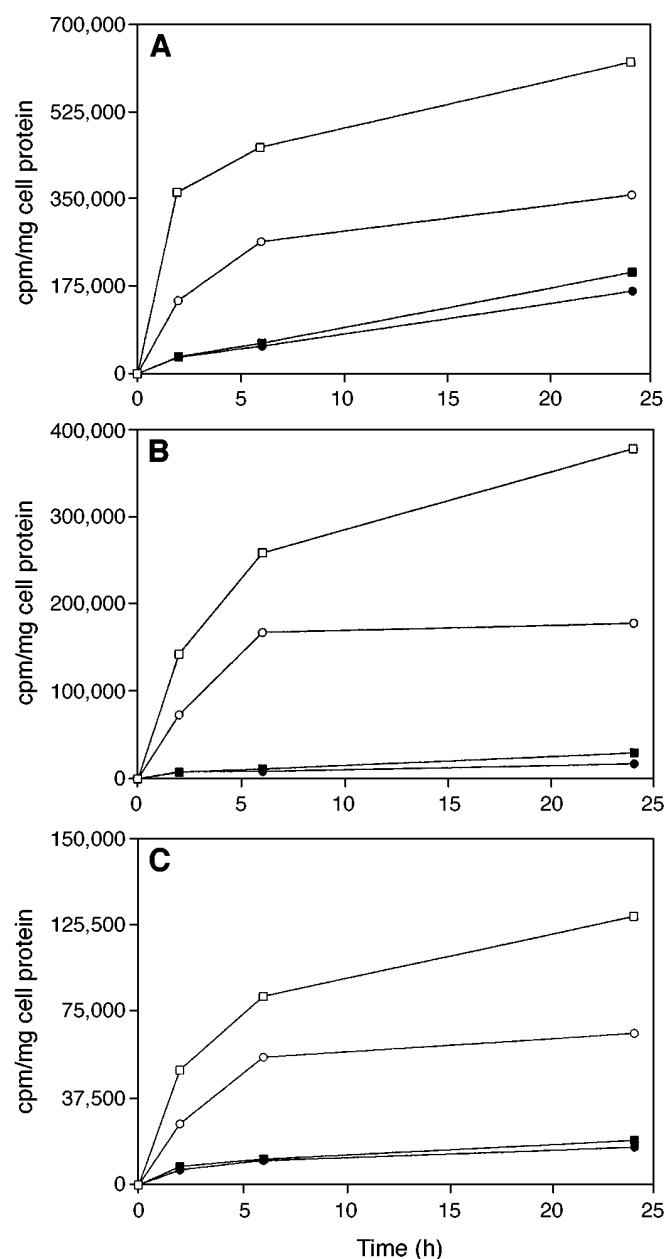 A
700,000
525,000
350,000
175,000
0
cpm/mg cell protein
0 5 10 15 20 25
B
400,000
300,000
200,000
100,000
0
cpm/mg cell protein
0 5 10 15 20 25
C
150,000
125,500
75,000
37,500
0
cpm/mg cell protein
0 5 10 15 20 25
Time (h)